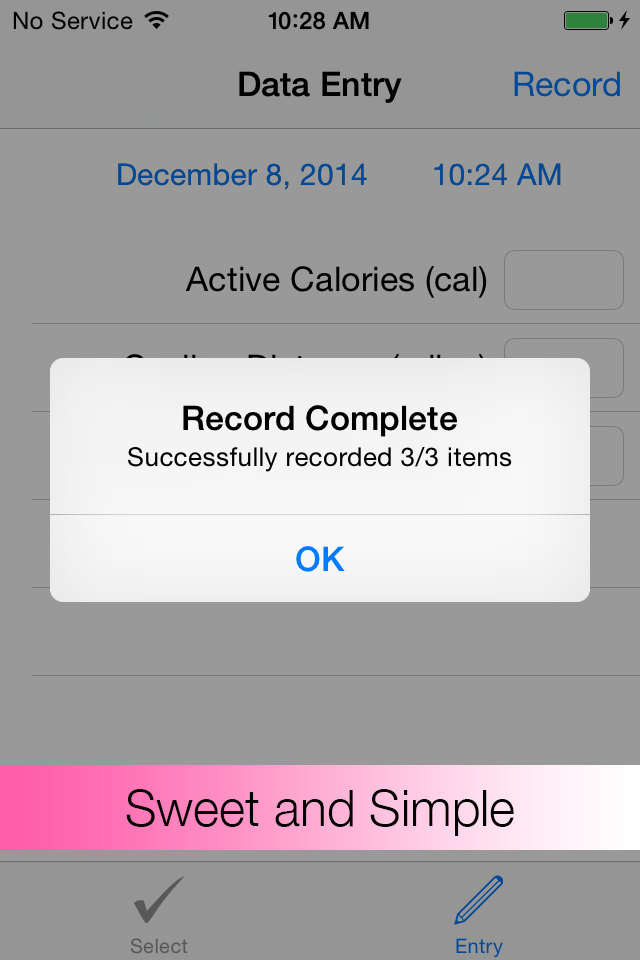 No Service 10:28 AM
Data Entry Record
December 8, 2014 10:24 AM
Active Calories (cal)
Record Complete
Successfully recorded 3/3 items
OK
Sweet and Simple
Select Entry